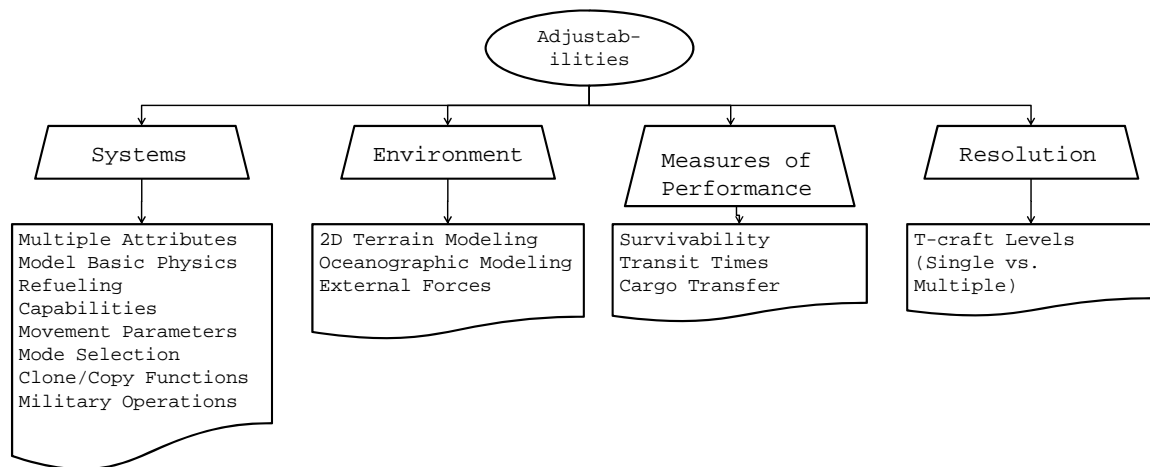 Adjustab-
ilities
Systems
Environment
Measures of
Performance
Resolution
Multiple Attributes
Model Basic Physics
Refueling
Capabilities
Movement Parameters
Mode Selection
Clone/Copy Functions
Military Operations
2D Terrain Modeling
Oceanographic Modeling
External Forces
Survivability
Transit Times
Cargo Transfer
T-craft Levels
(Single vs.
Multiple)